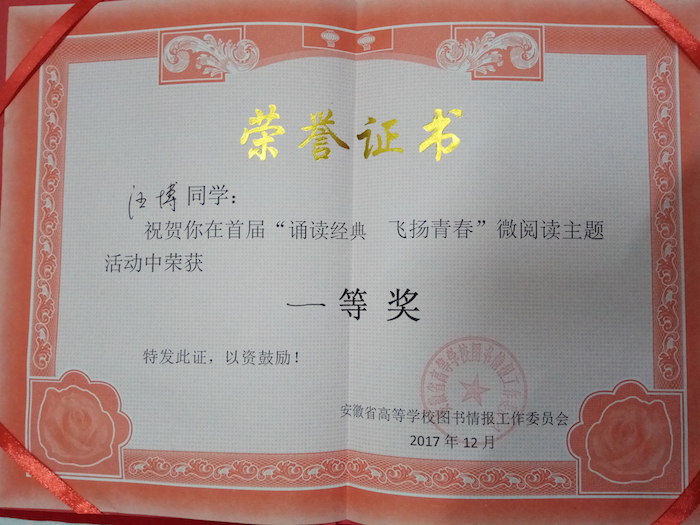 荣誉证书
汪博同学:
祝贺你在首届“诵读经典 飞扬青春”微阅读主题
活动中荣获
一等奖
特发此证，以资鼓励！
安徽省高等学校图书情报工作委员会
2017年12月